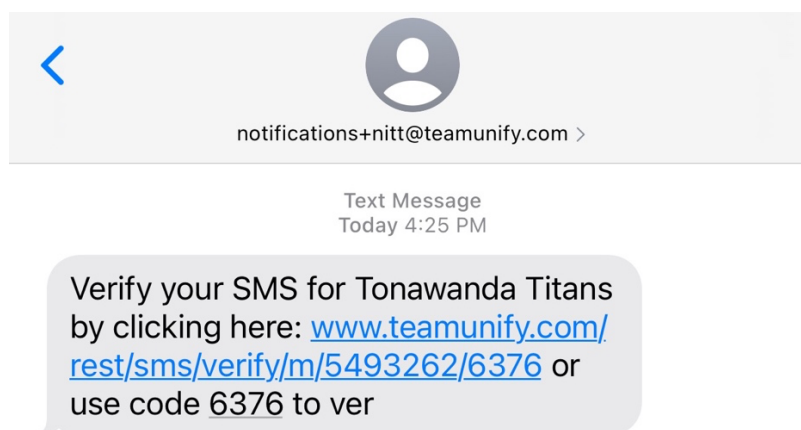 notifications+nitt@teamunify.com >
Text Message
Today 4:25 PM
Verify your SMS for Tonawanda Titans
by clicking here: www.teamunify.com/
rest/sms/verify/m/5493262/6376 or
use code 6376 to ver